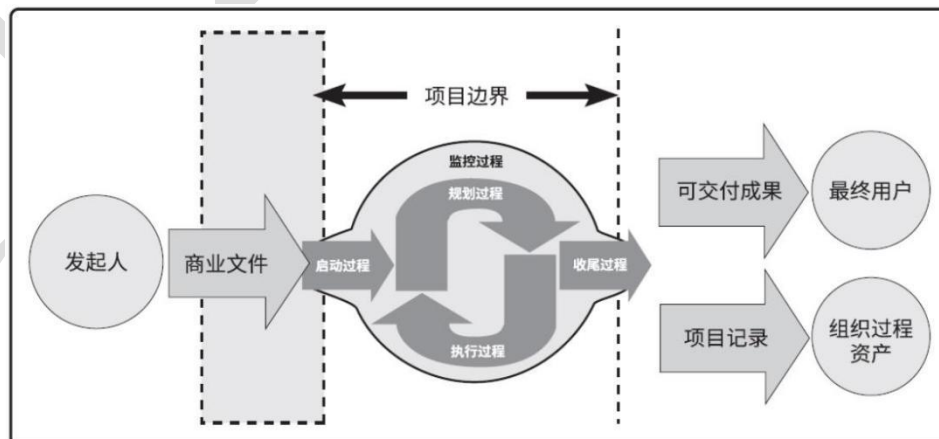 项目边界
监控过程
规划过程
发起人
商业文件
启动过程
收尾过程
执行过程
可交付成果
最终用户
项目记录
组织过程
资产